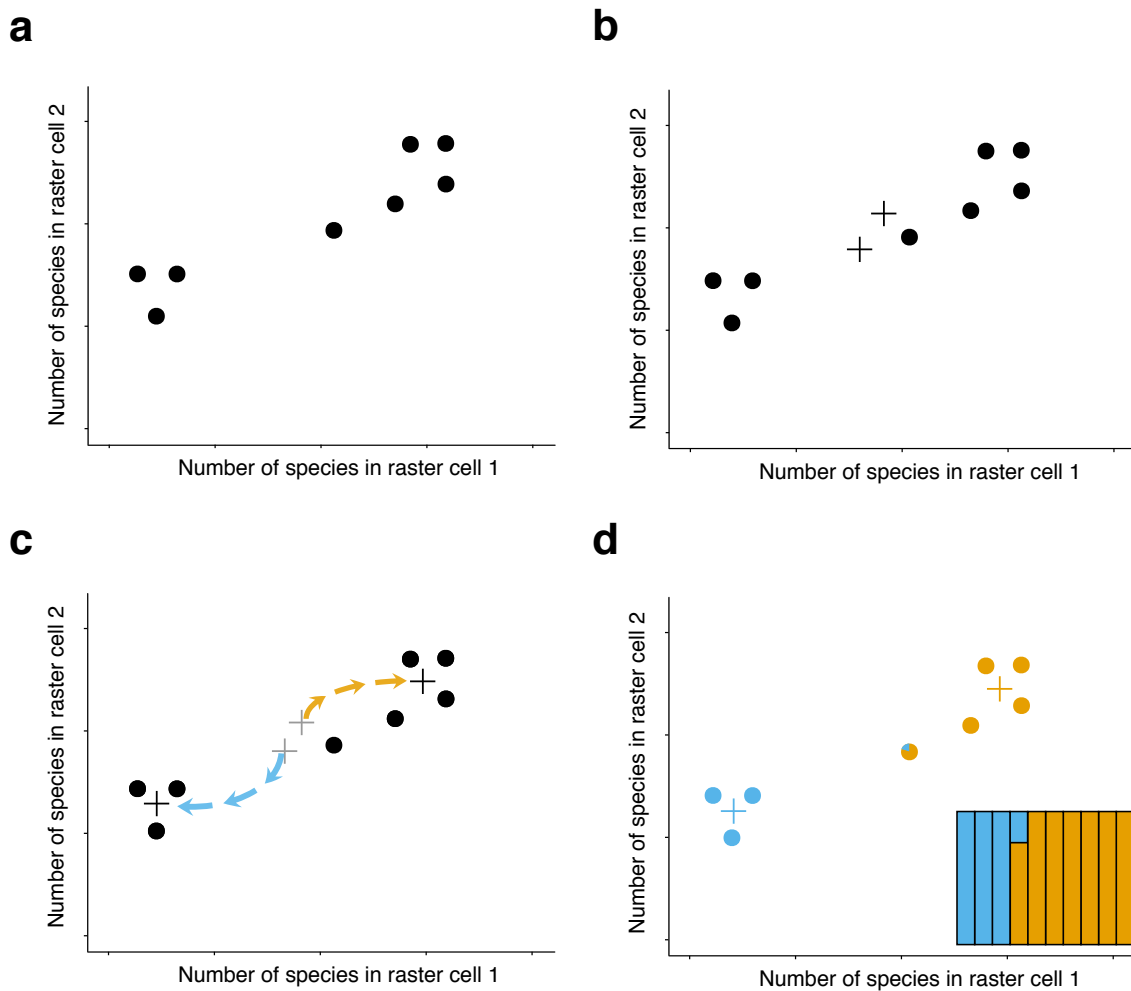 a
b
Number of species in raster cell 2
Number of species in raster cell 1
Number of species in raster cell 2
Number of species in raster cell 1
c
d
Number of species in raster cell 2
Number of species in raster cell 1
Number of species in raster cell 2
Number of species in raster cell 1